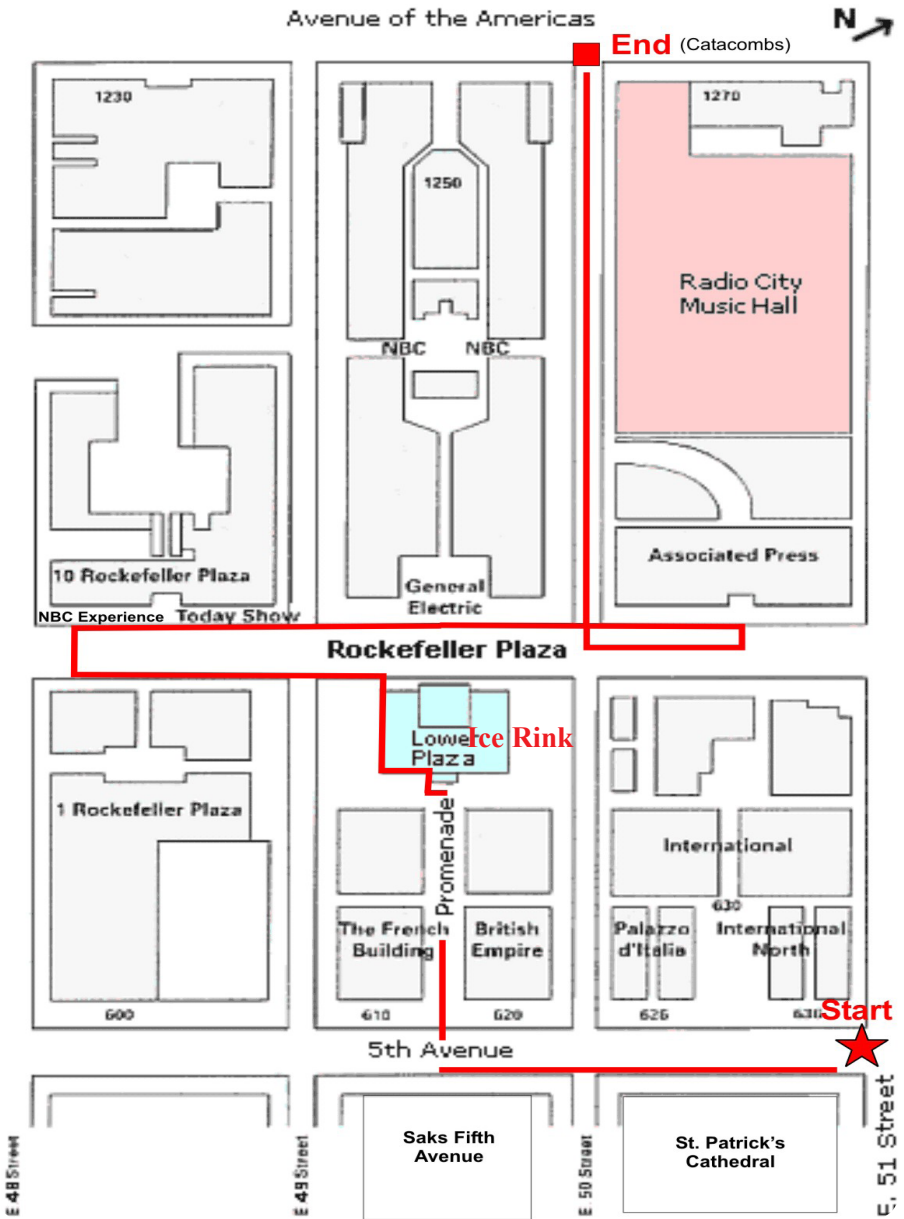 Avenue of the Americas
N
End (Catacombs)
1230
1270
1250
Radio City
Music Hall
NBC
NBC
10 Rockefeller Plaza
General
Electric
Associated Press
NBC Experience
Today Show
Rockefeller Plaza
Lower
Plaza
Ice Rink
1 Rockefeller Plaza
Promenade
International
630
The French
Building
British
Empire
Palazzo
d'Italia
International
North
600
610
620
626
636
Start
5th Avenue
Saks Fifth
Avenue
St. Patrick's
Cathedral
E 48 Street
E 49 Street
E. 50 Street
E. 51 Street